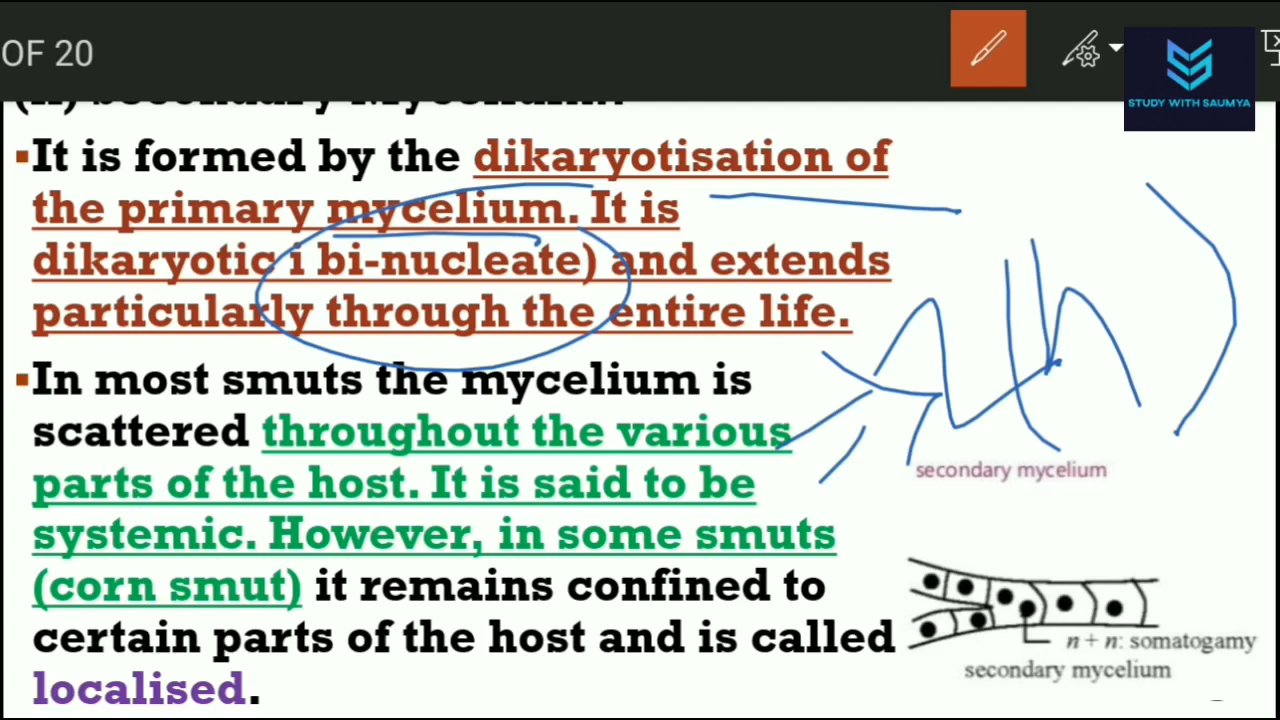 OF 20
STUDY WITH SAUMYA
▪It is formed by the dikaryotisation of
the primary mycelium. It is
dikaryotic i bi-nucleate) and extends
particularly through the entire life.
▪In most smuts the mycelium is
scattered throughout the various
parts of the host. It is said to be
systemic. However, in some smuts
(corn smut) it remains confined to
certain parts of the host and is called
localised.
secondary mycelium
n + n: somatogamy
secondary mycelium